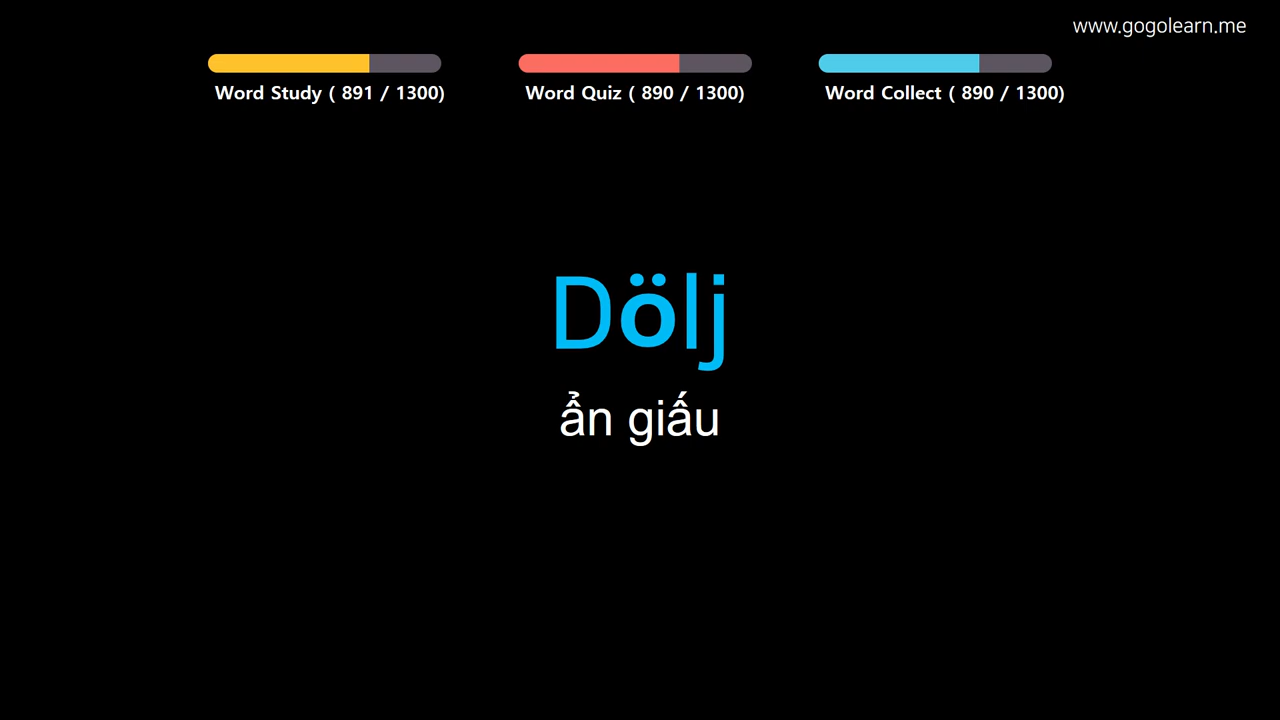 www.gogolearn.me
Word Study ( 891 / 1300)
Word Quiz ( 890 / 1300)
Word Collect ( 890 / 1300)
Dölj
ẩn giấu